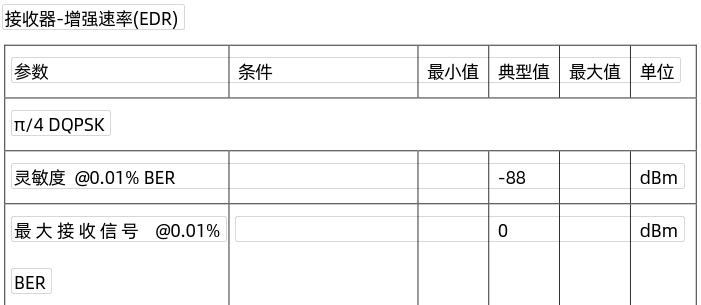 接收器-增强速率(EDR)
参数 条件 最小值 典型值 最大值 单位
π/4 DQPSK
灵敏度 @0.01% BER -88 dBm
最大接收信号 @0.01% 0 dBm
BER